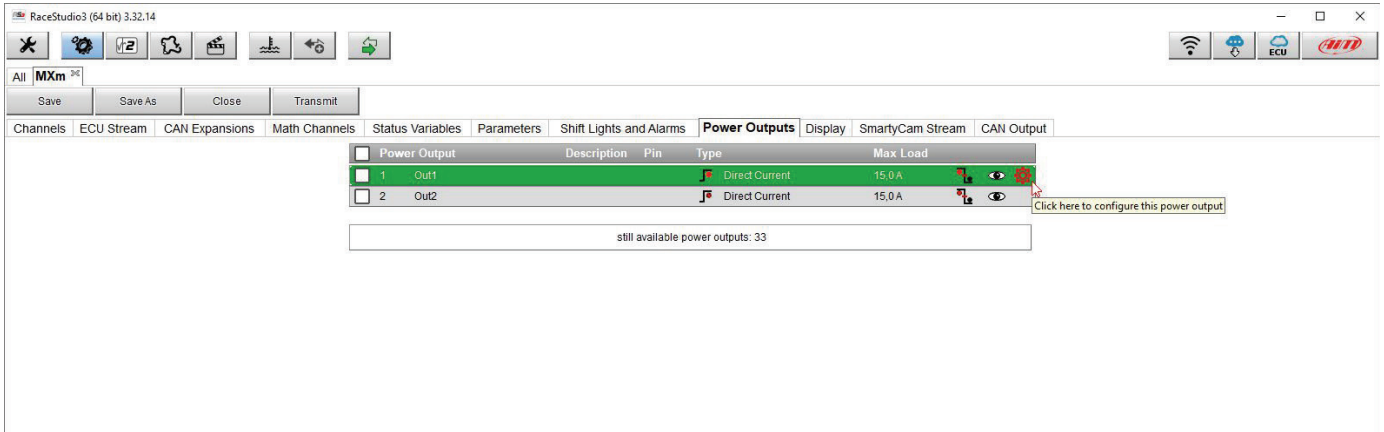 RaceStudio3 (64 bit) 3.32.14
ECU AiM
All MXm
Save Save As Close Transmit
Channels ECU Stream CAN Expansions Math Channels Status Variables Parameters Shift Lights and Alarms Power Outputs Display SmartyCam Stream CAN Output
Power Output Description Pin Type Max Load
1 Out1 Direct Current 15,0 A
2 Out2 Direct Current 15,0 A
Click here to configure this power output
still available power outputs: 33